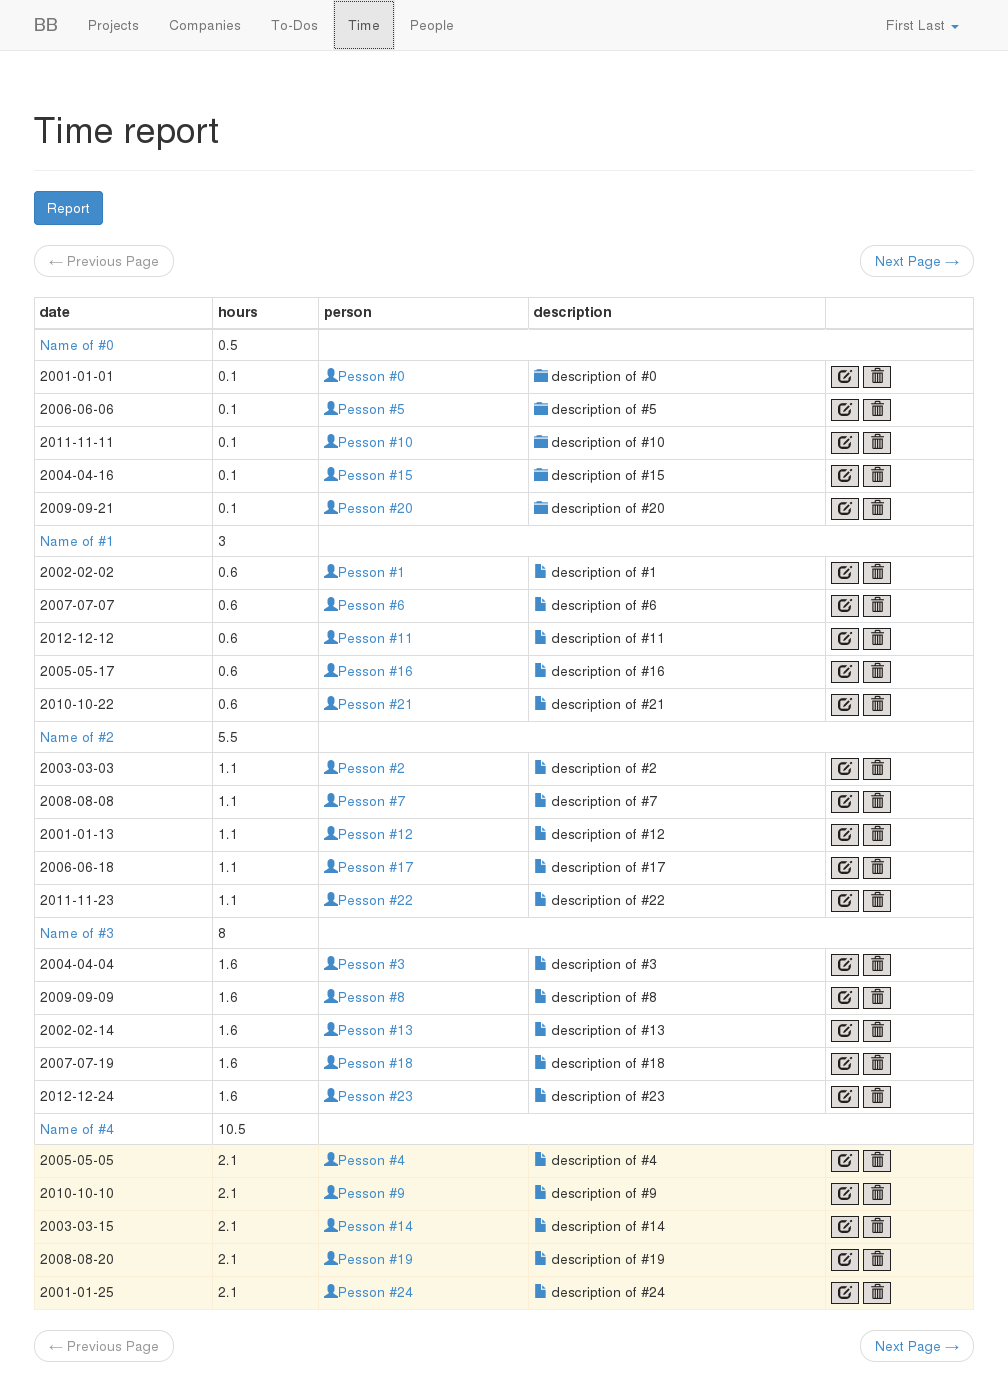 BB Projects Companies To-Dos Time People First Last
Time report
Report
← Previous Page Next Page →
date hours person description
Name of #0 0.5
2001-01-01 0.1 Pesson #0 description of #0
2006-06-06 0.1 Pesson #5 description of #5
2011-11-11 0.1 Pesson #10 description of #10
2004-04-16 0.1 Pesson #15 description of #15
2009-09-21 0.1 Pesson #20 description of #20
Name of #1 3
2002-02-02 0.6 Pesson #1 description of #1
2007-07-07 0.6 Pesson #6 description of #6
2012-12-12 0.6 Pesson #11 description of #11
2005-05-17 0.6 Pesson #16 description of #16
2010-10-22 0.6 Pesson #21 description of #21
Name of #2 5.5
2003-03-03 1.1 Pesson #2 description of #2
2008-08-08 1.1 Pesson #7 description of #7
2001-01-13 1.1 Pesson #12 description of #12
2006-06-18 1.1 Pesson #17 description of #17
2011-11-23 1.1 Pesson #22 description of #22
Name of #3 8
2004-04-04 1.6 Pesson #3 description of #3
2009-09-09 1.6 Pesson #8 description of #8
2002-02-14 1.6 Pesson #13 description of #13
2007-07-19 1.6 Pesson #18 description of #18
2012-12-24 1.6 Pesson #23 description of #23
Name of #4 10.5
2005-05-05 2.1 Pesson #4 description of #4
2010-10-10 2.1 Pesson #9 description of #9
2003-03-15 2.1 Pesson #14 description of #14
2008-08-20 2.1 Pesson #19 description of #19
2001-01-25 2.1 Pesson #24 description of #24
← Previous Page Next Page →